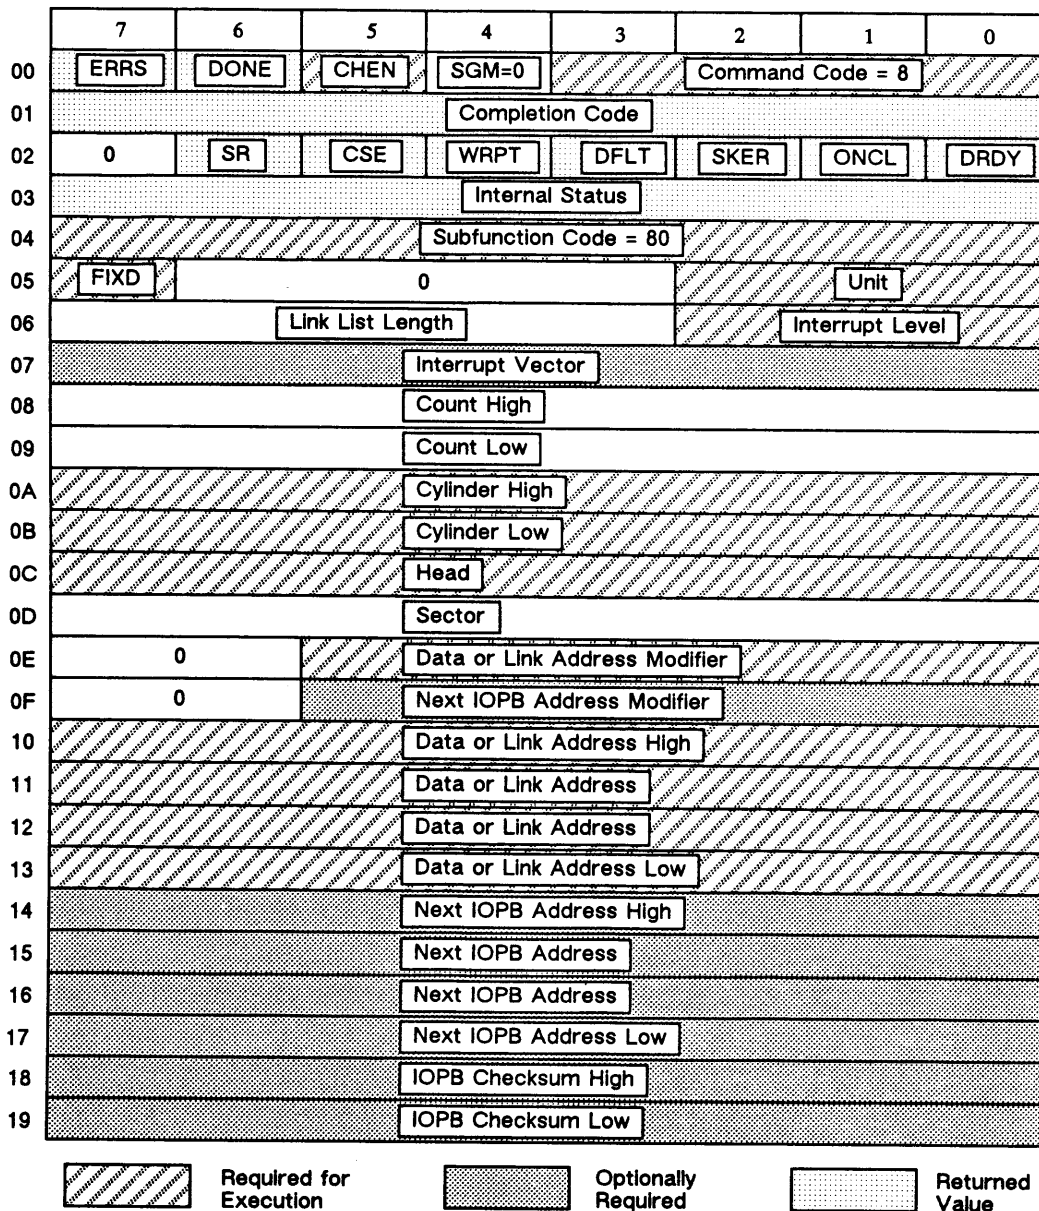 7 6 5 4 3 2 1 0
00 ERRS DONE CHEN SGM=0 Command Code = 8
01 Completion Code
02 0 SR CSE WRPT DFLT SKER ONCL DRDY
03 Internal Status
04 Subfunction Code = 80
05 FIXD 0 Unit
06 Link List Length Interrupt Level
07 Interrupt Vector
08 Count High
09 Count Low
0A Cylinder High
0B Cylinder Low
0C Head
0D Sector
0E 0 Data or Link Address Modifier
0F 0 Next IOPB Address Modifier
10 Data or Link Address High
11 Data or Link Address
12 Data or Link Address
13 Data or Link Address Low
14 Next IOPB Address High
15 Next IOPB Address
16 Next IOPB Address
17 Next IOPB Address Low
18 IOPB Checksum High
19 IOPB Checksum Low
Required for Execution
Optionally Required
Returned Value